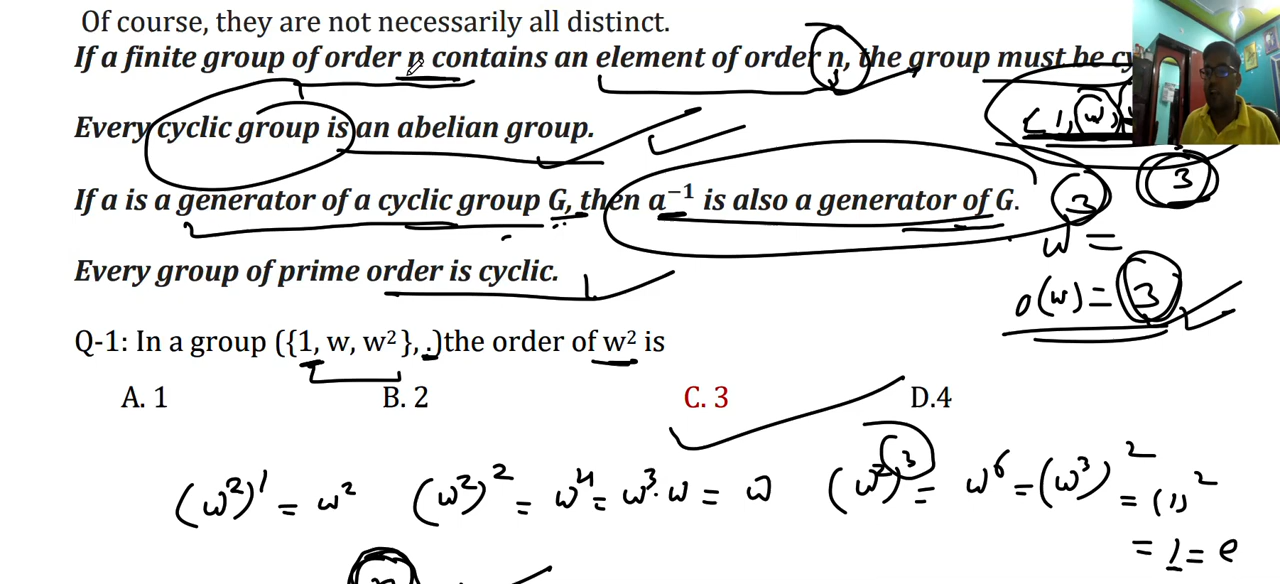 Of course, they are not necessarily all distinct.
If a finite group of order n contains an element of order n, the group must be cy
Every cyclic group is an abelian group.
{1, w,
3
If a is a generator of a cyclic group G, then a⁻¹ is also a generator of G.
w³ =
Every group of prime order is cyclic.
o(w) = 3
Q-1: In a group ({1, w, w²}, .)the order of w² is
A. 1 B. 2 C. 3 D.4
(w²)¹ = w² (w²)² = w⁴ = w³. w = w (w²)³ = w⁶ = (w³)² = (1)²
= 1 = e